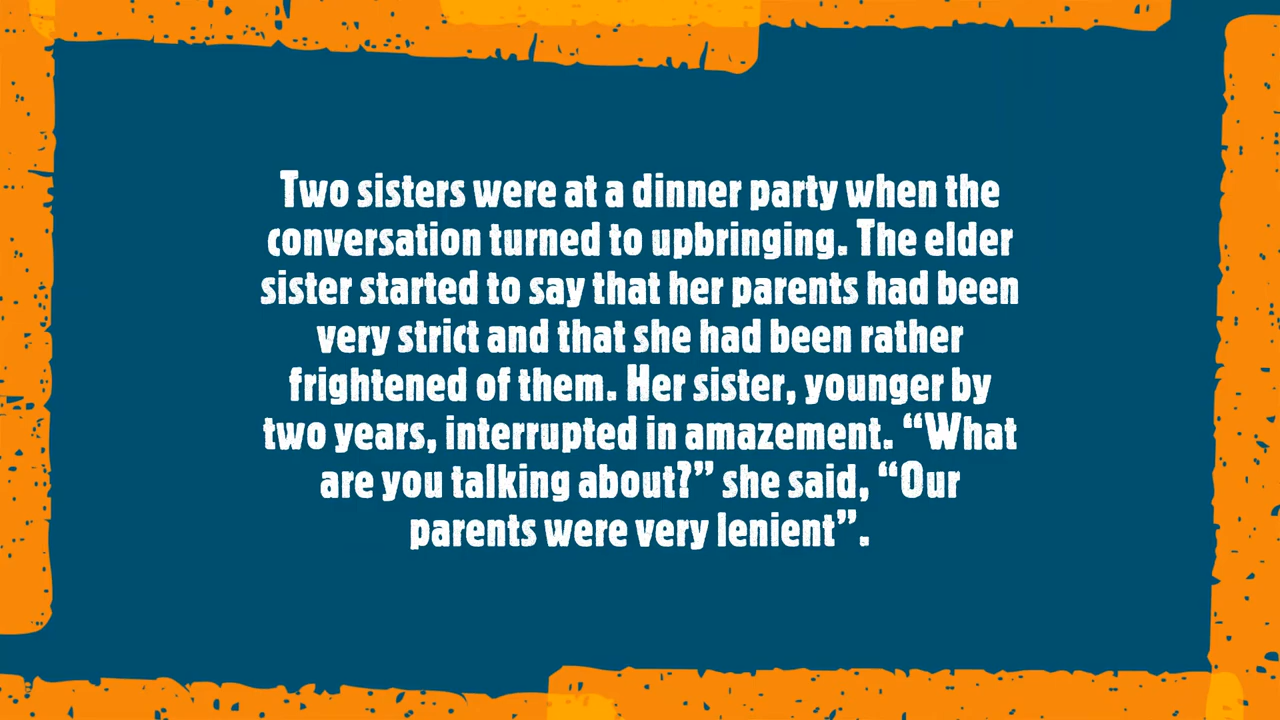 Two sisters were at a dinner party when the
conversation turned to upbringing. The elder
sister started to say that her parents had been
very strict and that she had been rather
frightened of them. Her sister, younger by
two years, interrupted in amazement. “What
are you talking about?” she said, “Our
parents were very lenient”.